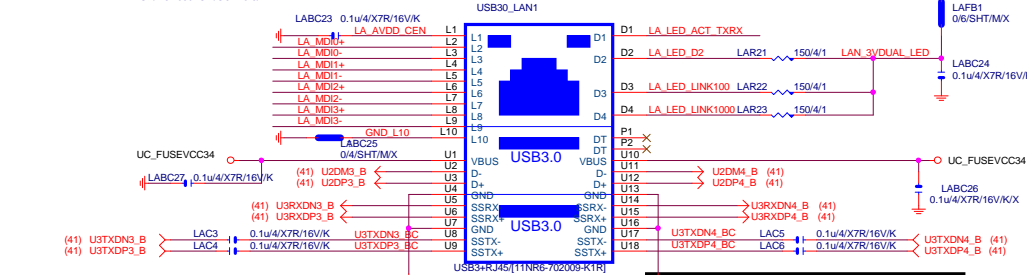 USB30_LAN1
LAFB1
0/6/SHT/M/X
LABC23 0.1u/4/X7R/16V/K
LA_AVDD_CEN L1 L1 D1 D1 LA_LED_ACT_TXRX
LA_MDI0+ L2 L2
LA_MDI0- L3 L3 D2 D2 LA_LED_D2 LAR21 150/4/1 LAN_3VDUAL_LED
LA_MDI1+ L4 L4
LA_MDI1- L5 L5
LABC24
0.1u/4/X7R/16V/
LA_MDI2+ L6 L6 D3 D3 LA_LED_LINK100 LAR22 150/4/1
LA_MDI2- L7 L7
LA_MDI3+ L8 L8 D4 D4 LA_LED_LINK1000 LAR23 150/4/1
LA_MDI3- L9 L9
GND_L10 L10 L10 DT P1
LABC25
0/4/SHT/M/X
DT P2
USB3.0
UC_FUSEVCC34 U1 VBUS VBUS U10 UC_FUSEVCC34
(41) U2DM3_B U2 D- D- U11 U2DM4_B (41)
(41) U2DP3_B U3 D+ D+ U12 U2DP4_B (41)
LABC27 0.1u/4/X7R/16V/K
U4 GND GND U13
LABC26
0.1u/4/X7R/16V/K/X
(41) U3RXDN3_B U5 SSRX- SSRX- U14 U3RXDN4_B (41)
(41) U3RXDP3_B U6 SSRX+ SSRX+ U15 U3RXDP4_B (41)
U7 GND GND U16
USB3.0
(41) U3TXDN3_B LAC3 0.1u/4/X7R/16V/K U3TXDN3_BC U8 SSTX- SSTX- U17 U3TXDN4_BC LAC5 0.1u/4/X7R/16V/K U3TXDN4_B (41)
(41) U3TXDP3_B LAC4 0.1u/4/X7R/16V/K U3TXDP3_BC U9 SSTX+ SSTX+ U18 U3TXDP4_BC LAC6 0.1u/4/X7R/16V/K U3TXDP4_B (41)
USB3+RJ45/[11NR6-702009-K1R]